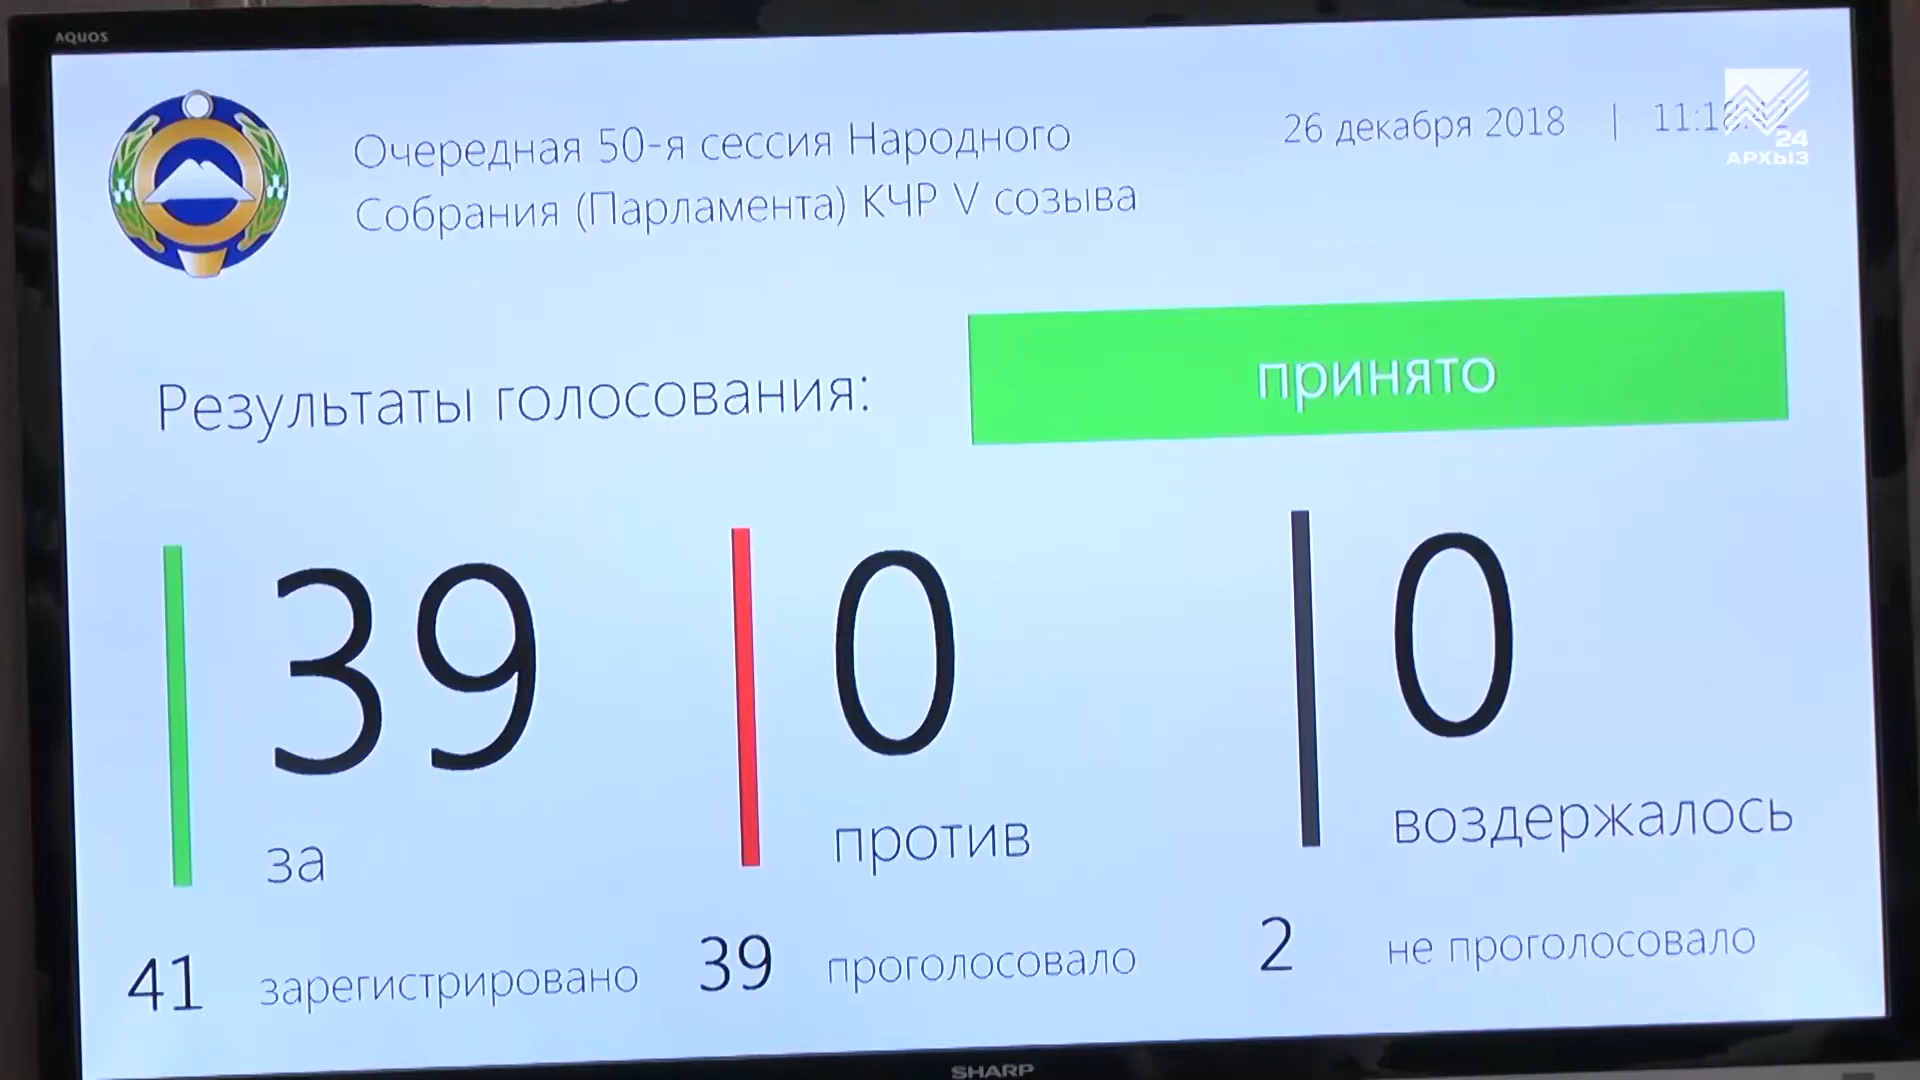 AQUOS
Очередная 50-я сессия Народного
Собрания (Парламента) КЧР V созыва
26 декабря 2018 |
24
АРХЫЗ
Результаты голосования:
принято
39
за
0
против
0
воздержалось
41 зарегистрировано
39 проголосовало
2 не проголосовало
SHARP